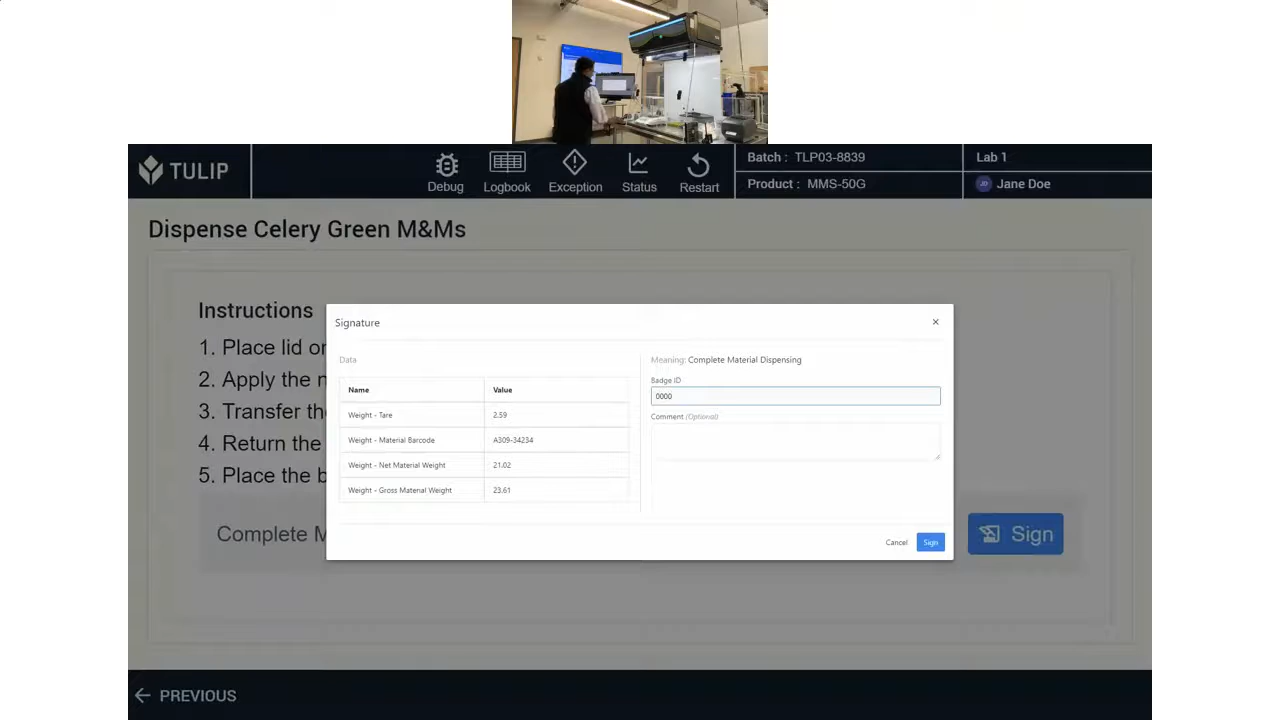 TULIP
Debug
Logbook
Exception
Status
Restart
Batch : TLP03-8839
Product : MMS-50G
Lab 1
JD Jane Doe
Dispense Celery Green M&Ms
Instructions
1. Place lid on
2. Apply the n
3. Transfer the
4. Return the
5. Place the b
Complete M
Sign
Signature
Data
Name Value
Weight - Tare 2.59
Weight - Material Barcode A309-34234
Weight - Net Material Weight 21.02
Weight - Gross Material Weight 23.61
Meaning: Complete Material Dispensing
Badge ID
0000
Comment (Optional)
Cancel
Sign
PREVIOUS